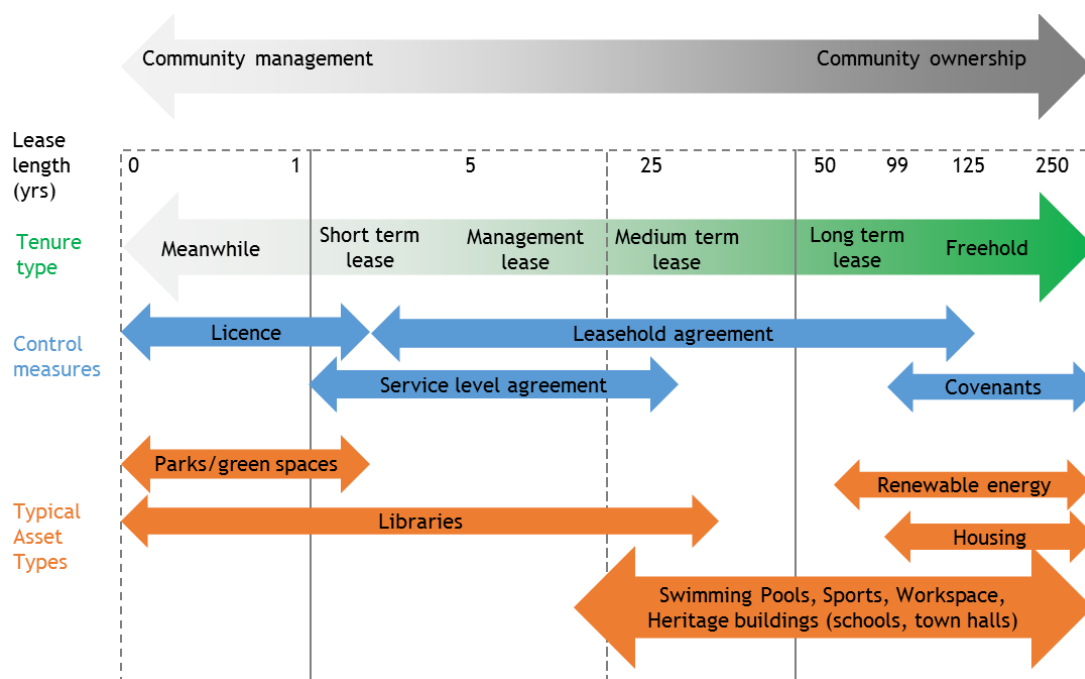 Community management
Community ownership
Lease
length
(yrs)
0 1 5 25 50 99 125 250
Tenure
type
Meanwhile
Short term
lease
Management
lease
Medium term
lease
Long term
lease
Freehold
Control
measures
Licence
Leasehold agreement
Service level agreement
Covenants
Typical
Asset
Types
Parks/green spaces
Renewable energy
Libraries
Housing
Swimming Pools, Sports, Workspace,
Heritage buildings (schools, town halls)